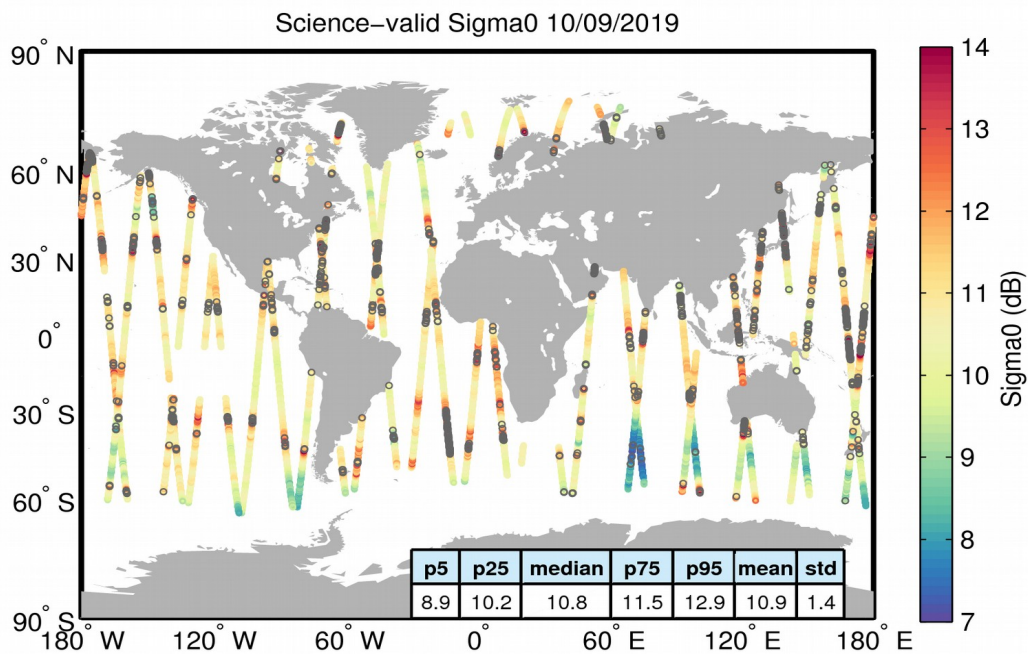 Science−valid Sigma0 10/09/2019
90° N
60° N
30° N
0°
30° S
60° S
90° S
180° W 120° W 60° W 0° 60° E 120° E 180° E
p5 p25 median p75 p95 mean std
8.9 10.2 10.8 11.5 12.9 10.9 1.4
14
13
12
11
10
9
8
7
Sigma0 (dB)